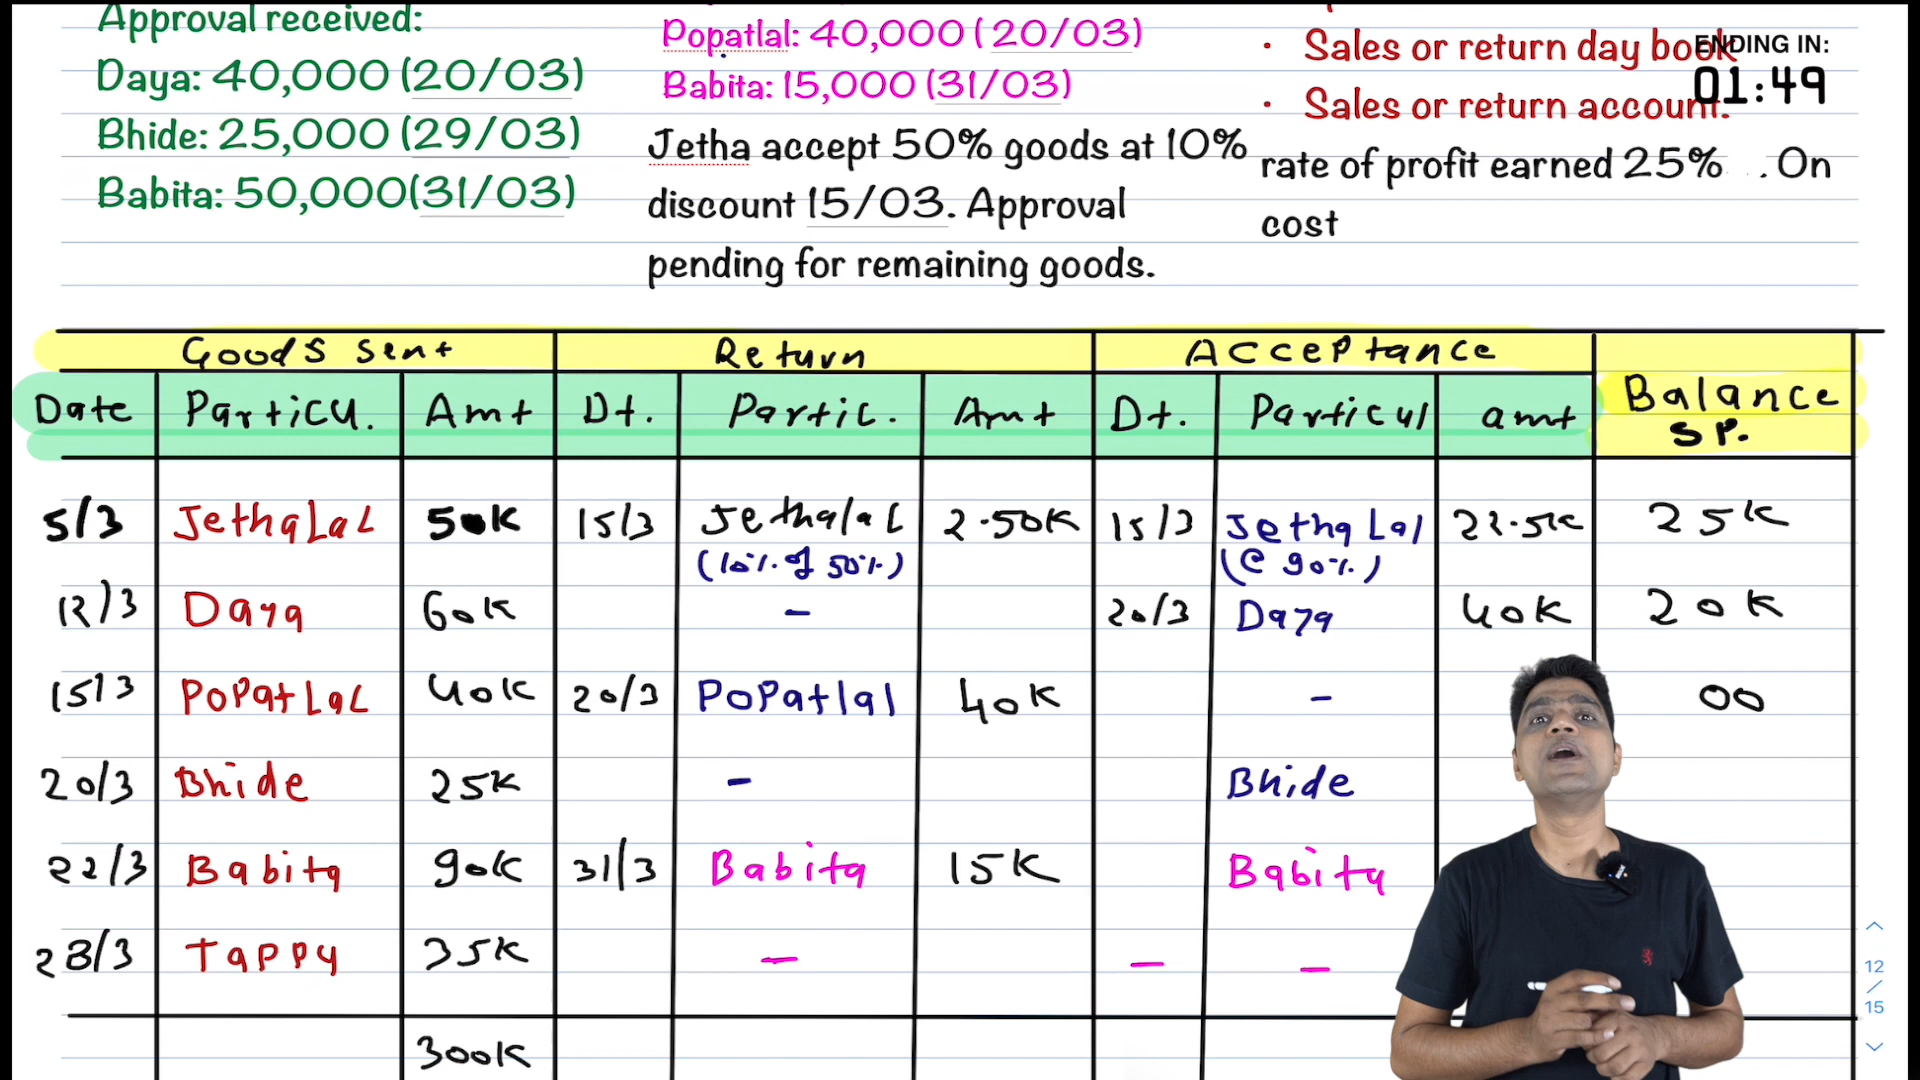 Approval received:
Daya: 40,000 (20/03)
Bhide: 25,000 (29/03)
Babita: 50,000(31/03)
Popatlal: 40,000 (20/03)
Babita: 15,000 (31/03)
Jetha accept 50% goods at 10%
discount 15/03. Approval
pending for remaining goods.
· Sales or return day book
· Sales or return account.
rate of profit earned 25% . On
cost
ENDING IN:
01:49
Goods sent Return Acceptance
Date Particu. Amt Dt. Partic. Amt Dt. Particul amt Balance
SP.
5/3 JethaLaL 50K 15/3 Jethalal 2.50K 15/3 JethaLal 22.5K 25K
(10% of 50%) (@ 90%)
12/3 Daya 60K - 20/3 Daya 40K 20K
15/3 PoPatLaL 40K 20/3 PoPatlal 40K - 00
20/3 Bhide 25K - Bhide
22/3 Babita 90K 31/3 Babita 15K Babita
28/3 Tappy 35K - - -
300K
12
/
15